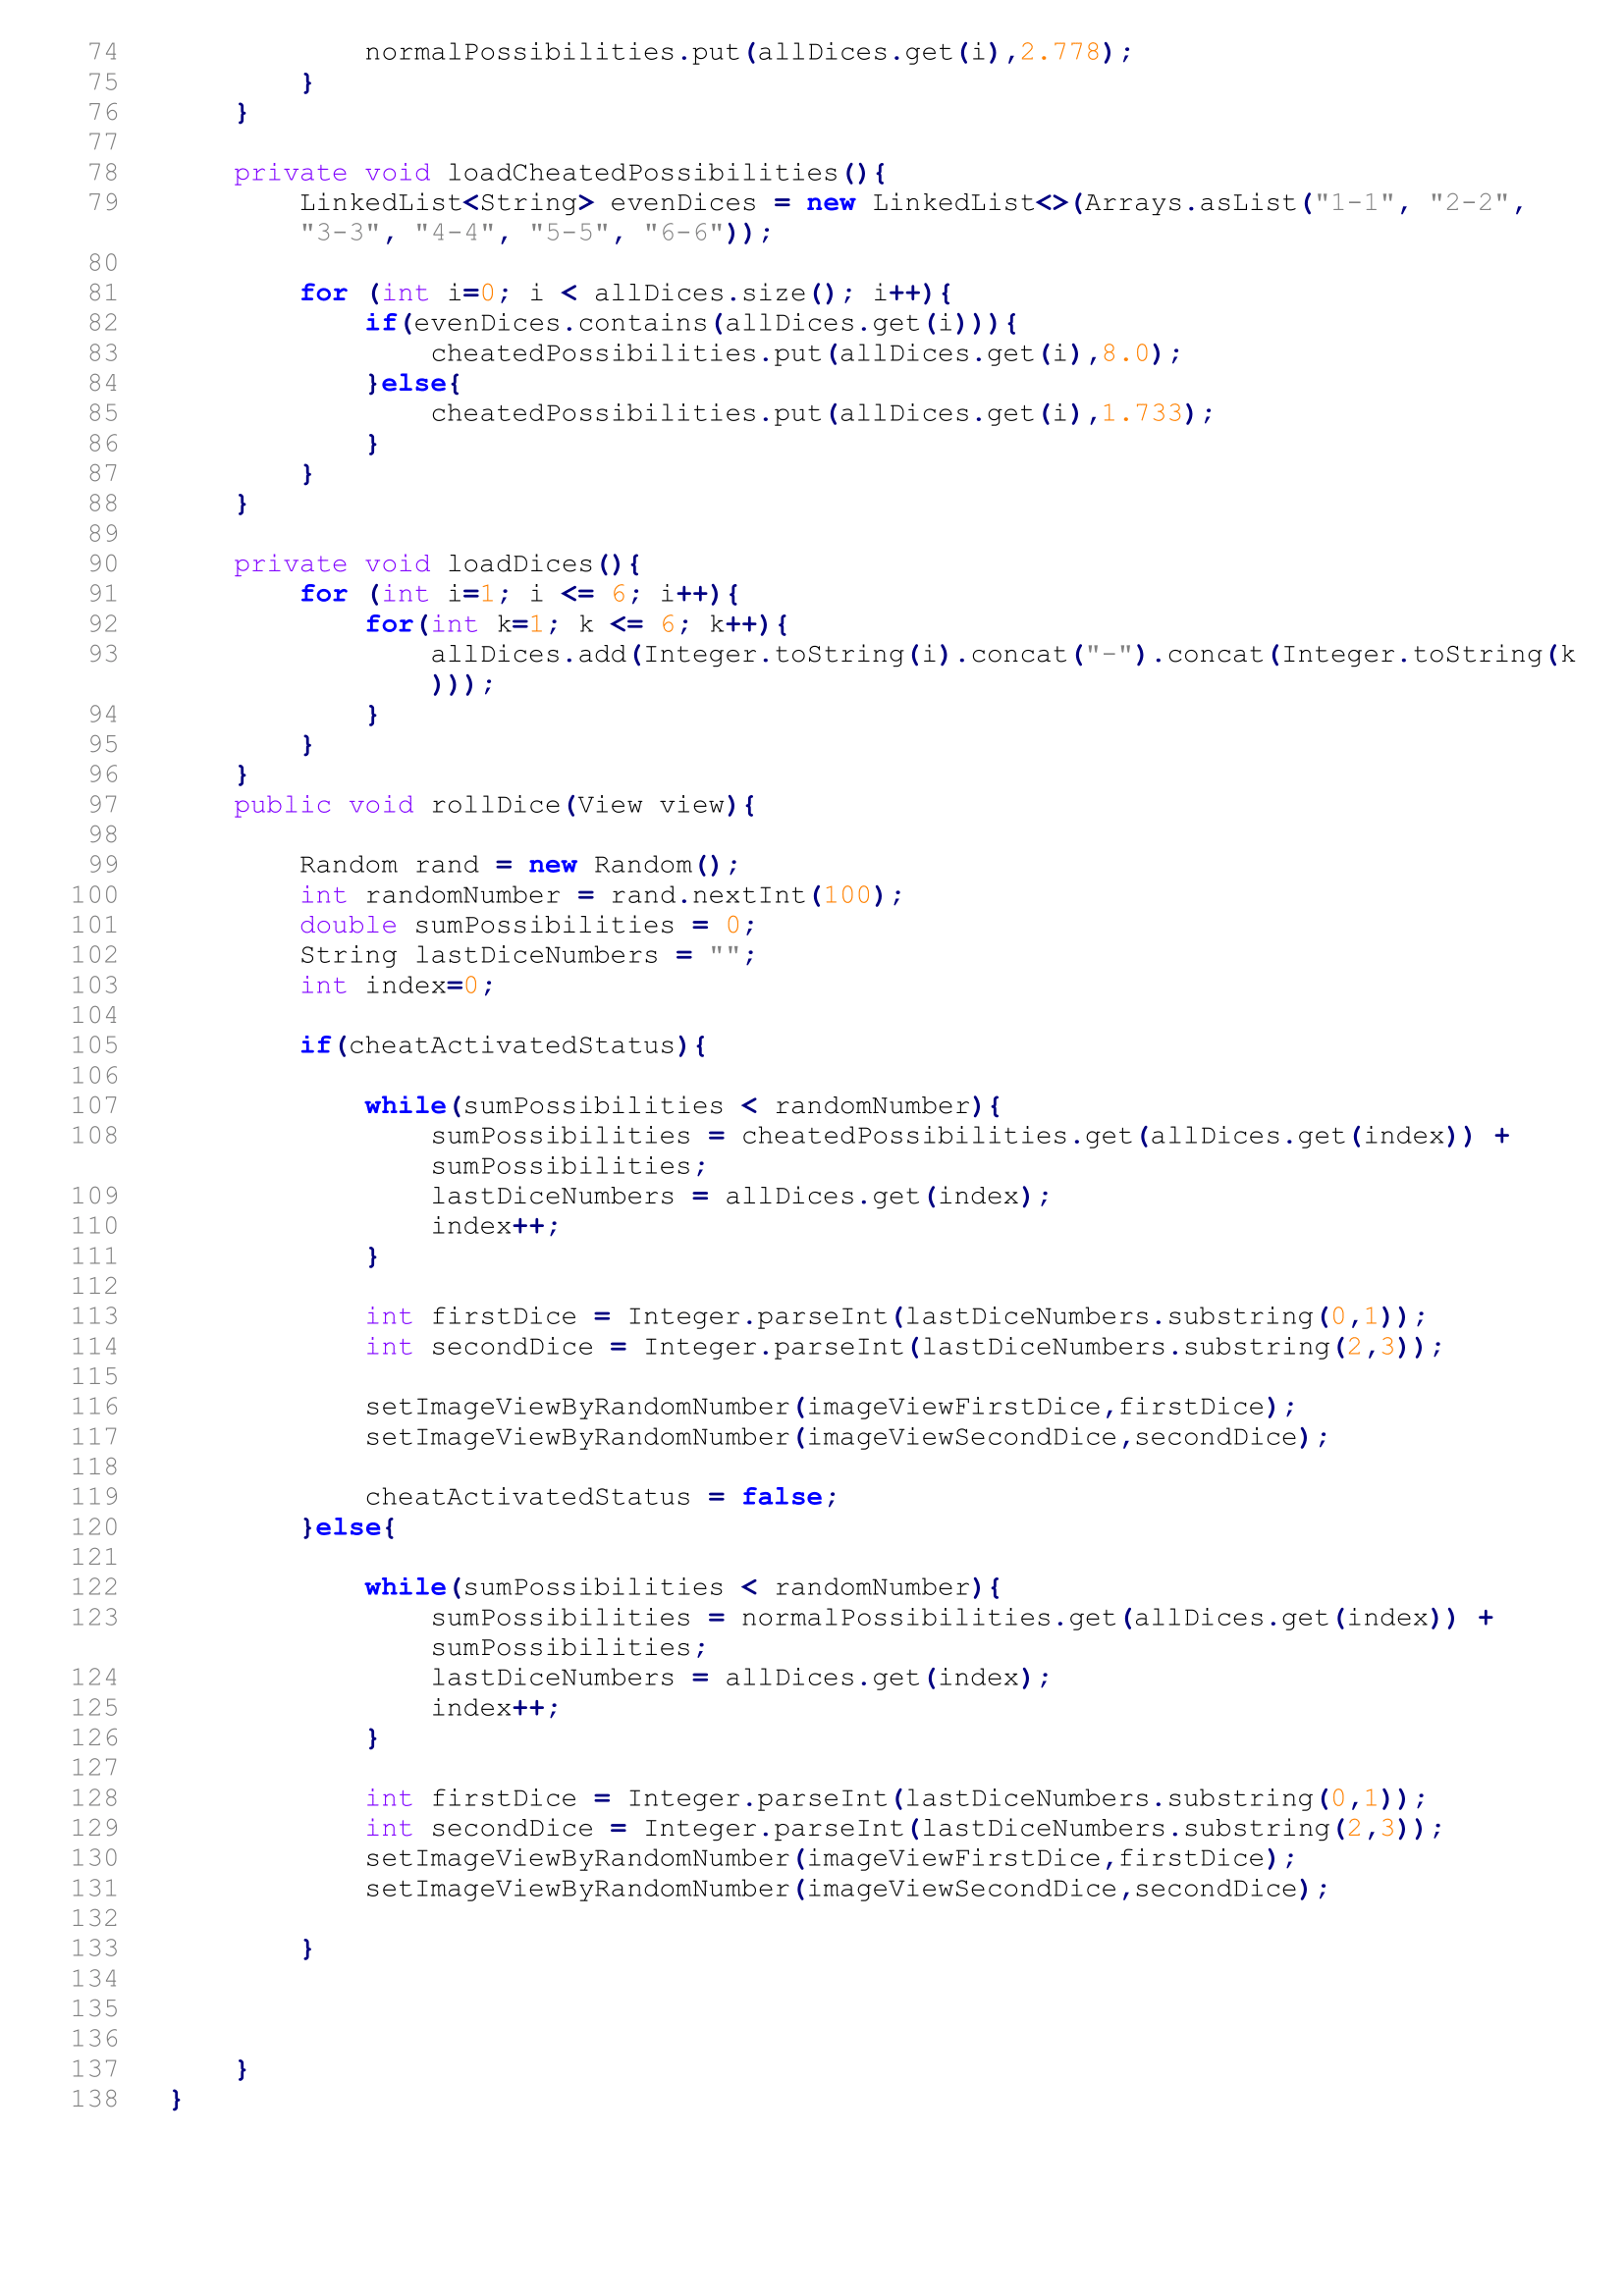 74 normalPossibilities.put(allDices.get(i),2.778);
75 }
76 }
77
78 private void loadCheatedPossibilities(){
79 LinkedList<String> evenDices = new LinkedList<>(Arrays.asList("1-1", "2-2",
"3-3", "4-4", "5-5", "6-6"));
80
81 for (int i=0; i < allDices.size(); i++){
82 if(evenDices.contains(allDices.get(i))){
83 cheatedPossibilities.put(allDices.get(i),8.0);
84 }else{
85 cheatedPossibilities.put(allDices.get(i),1.733);
86 }
87 }
88 }
89
90 private void loadDices(){
91 for (int i=1; i <= 6; i++){
92 for(int k=1; k <= 6; k++){
93 allDices.add(Integer.toString(i).concat("-").concat(Integer.toString(k
)));
94 }
95 }
96 }
97 public void rollDice(View view){
98
99 Random rand = new Random();
100 int randomNumber = rand.nextInt(100);
101 double sumPossibilities = 0;
102 String lastDiceNumbers = "";
103 int index=0;
104
105 if(cheatActivatedStatus){
106
107 while(sumPossibilities < randomNumber){
108 sumPossibilities = cheatedPossibilities.get(allDices.get(index)) +
sumPossibilities;
109 lastDiceNumbers = allDices.get(index);
110 index++;
111 }
112
113 int firstDice = Integer.parseInt(lastDiceNumbers.substring(0,1));
114 int secondDice = Integer.parseInt(lastDiceNumbers.substring(2,3));
115
116 setImageViewByRandomNumber(imageViewFirstDice,firstDice);
117 setImageViewByRandomNumber(imageViewSecondDice,secondDice);
118
119 cheatActivatedStatus = false;
120 }else{
121
122 while(sumPossibilities < randomNumber){
123 sumPossibilities = normalPossibilities.get(allDices.get(index)) +
sumPossibilities;
124 lastDiceNumbers = allDices.get(index);
125 index++;
126 }
127
128 int firstDice = Integer.parseInt(lastDiceNumbers.substring(0,1));
129 int secondDice = Integer.parseInt(lastDiceNumbers.substring(2,3));
130 setImageViewByRandomNumber(imageViewFirstDice,firstDice);
131 setImageViewByRandomNumber(imageViewSecondDice,secondDice);
132
133 }
134
135
136
137 }
138 }